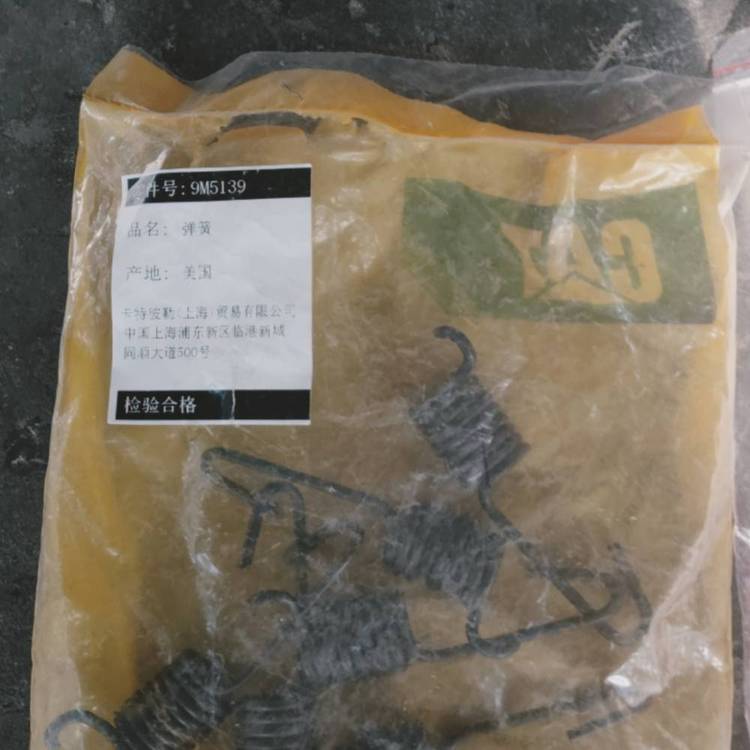 件号: 9M5139
CAT
品名: 弹簧
产地: 美国
卡特彼勒(上海)贸易有限公司
中国上海浦东新区临港新城
同顺大道500号
检验合格